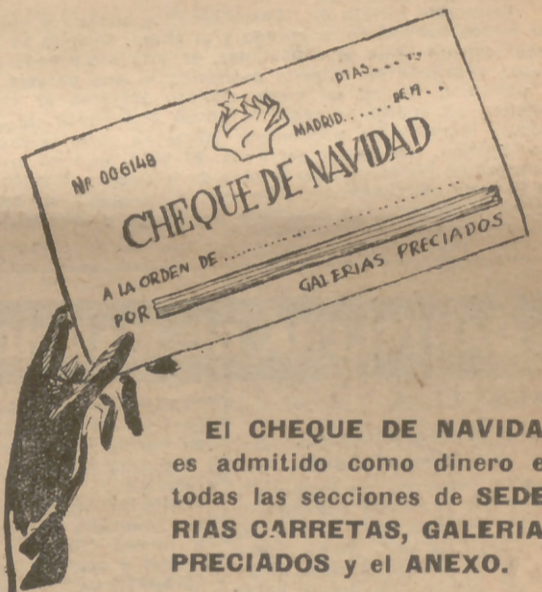 PTAS....
MADRID...... DE 19..
Nº 006148
CHEQUE DE NAVIDAD
A LA ORDEN DE ..............................
POR
GALERIAS PRECIADOS
El CHEQUE DE NAVIDA
es admitido como dinero e
todas las secciones de SEDE
RIAS CARRETAS, GALERIA
PRECIADOS y el ANEXO.